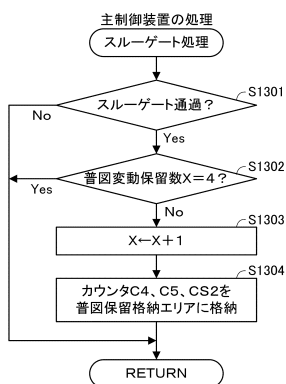 主制御装置の処理
スルーゲート処理
S1301
スルーゲート通過？
No
Yes
S1302
普図変動保留数X＝4？
Yes
No
S1303
X←X＋1
S1304
カウンタC4、C5、CS2を
普図保留格納エリアに格納
RETURN